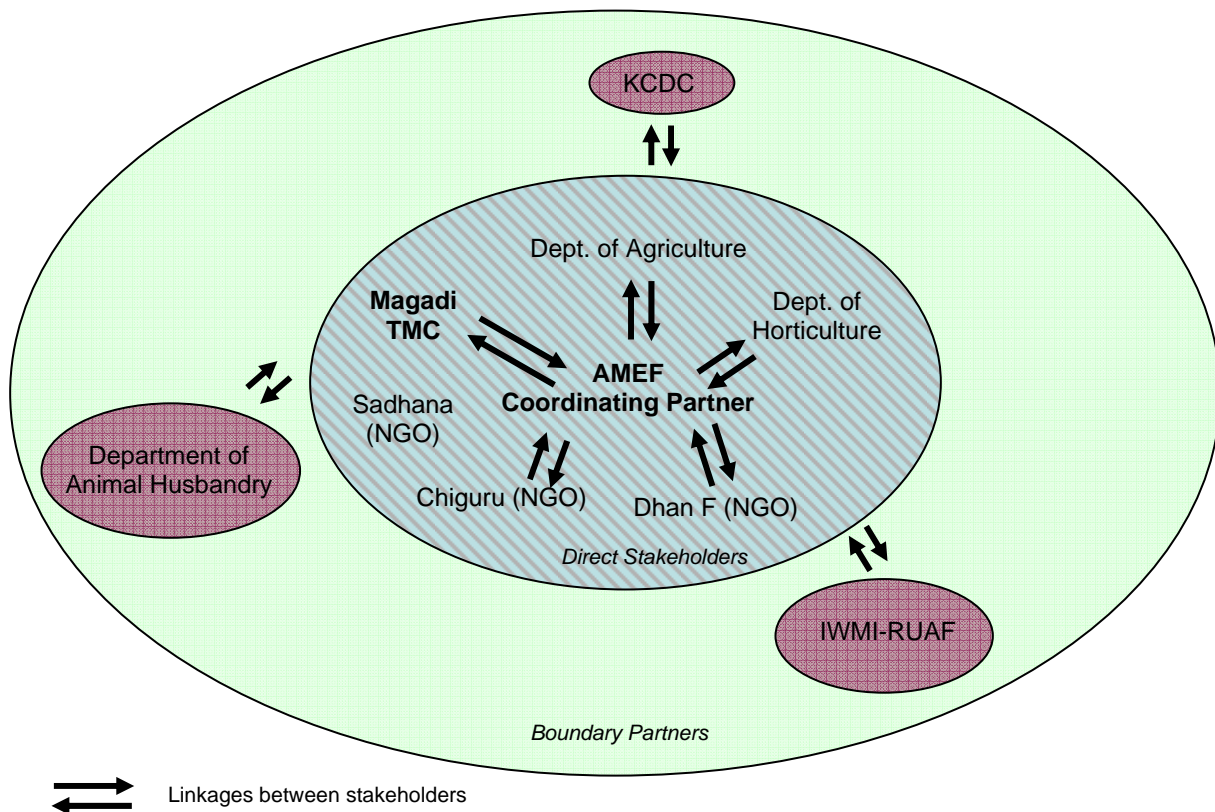 KCDC
Dept. of Agriculture
Magadi
TMC
Dept. of
Horticulture
AMEF
Coordinating Partner
Sadhana
(NGO)
Department of
Animal Husbandry
Chiguru (NGO)
Dhan F (NGO)
Direct Stakeholders
IWMI-RUAF
Boundary Partners
Linkages between stakeholders